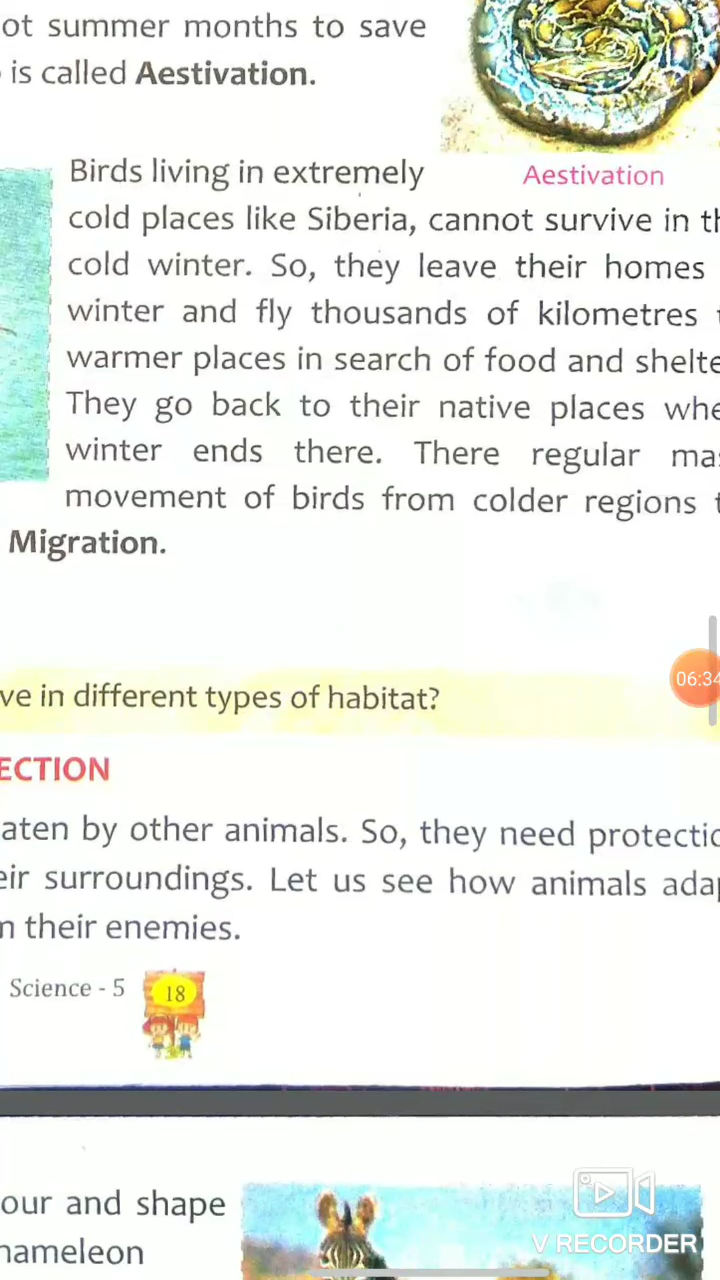 ot summer months to save
is called Aestivation.
Aestivation
Birds living in extremely
cold places like Siberia, cannot survive in
cold winter. So, they leave their homes
winter and fly thousands of kilometres
warmer places in search of food and shelte
They go back to their native places whe
winter ends there. There regular mas
movement of birds from colder regions
Migration.
ve in different types of habitat?
06:34
ECTION
aten by other animals. So, they need protectio
eir surroundings. Let us see how animals adap
their enemies.
Science - 5 18
our and shape
hameleon
V RECORDER